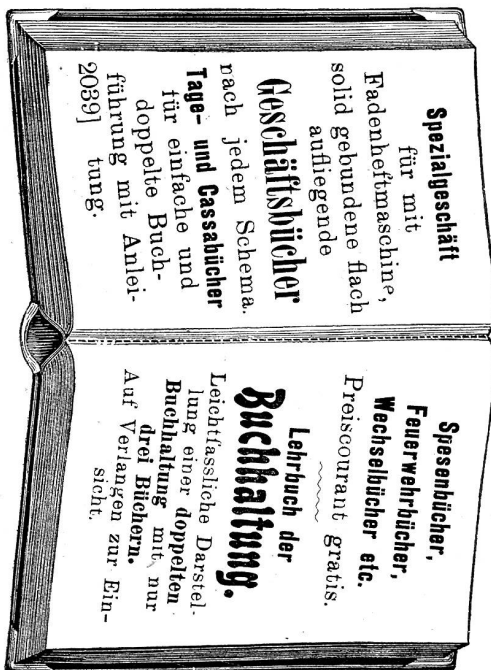 Spezialgeschäft
für mit
Fadenheftmaschine,
solid gebundene flach
aufliegende
Geschäftsbücher
nach jedem Schema.
Tage- und Cassabücher
für einfache und
doppelte Buch-
führung mit Anlei-
2039] tung.
Spesenbücher,
Feuerwehrbücher,
Wechselbücher etc.
Preiscourant gratis.
Lehrbuch der
Buchhaltung.
Leichtfassliche Darstel-
lung einer doppelten
Buchhaltung mit nur
drei Büchern.
Auf Verlangen zur Ein-
sicht.